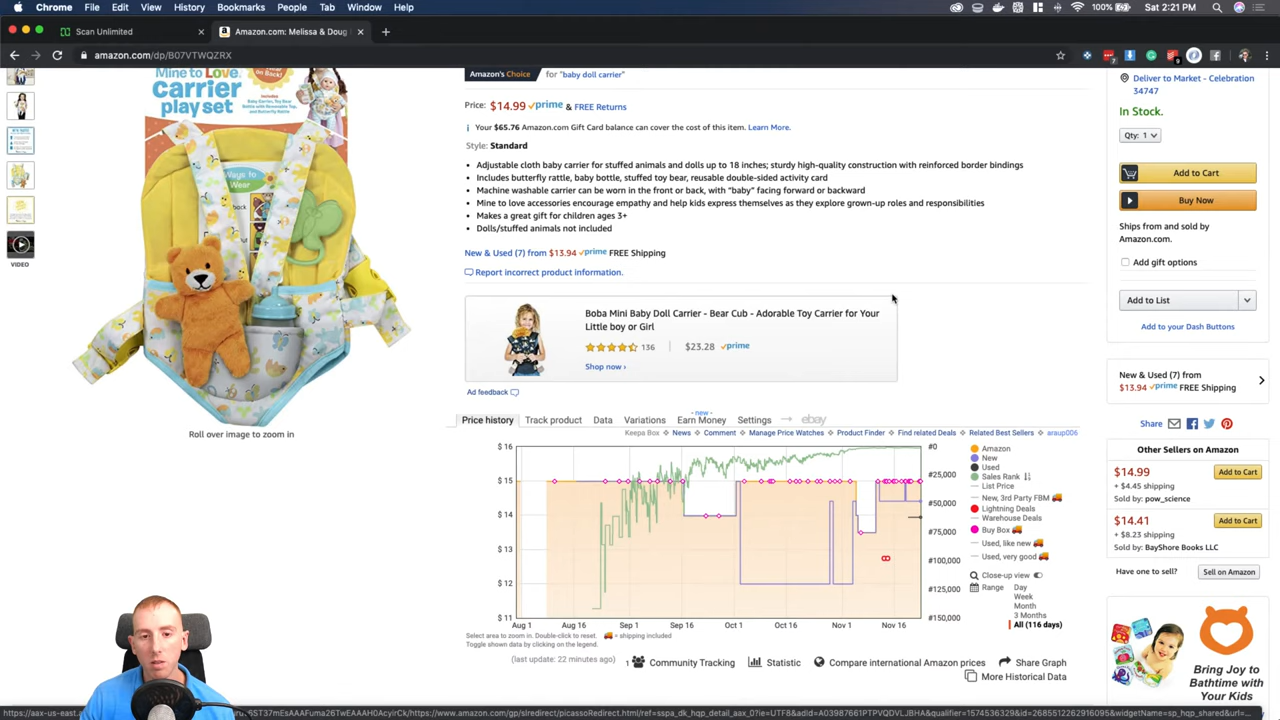 Chrome File Edit View History Bookmarks People Tab Window Help
100% Sat 2:21 PM
Scan Unlimited
Amazon.com: Melissa & Doug
amazon.com/dp/B07VTWQZRX
Mine to Love
carrier
play set
Ways to
Wear
back
VIDEO
Roll over image to zoom in
Amazon's Choice for "baby doll carrier"
Price: $14.99 prime & FREE Returns
Your $65.76 Amazon.com Gift Card balance can cover the cost of this item. Learn More.
Style: Standard
• Adjustable cloth baby carrier for stuffed animals and dolls up to 18 inches; sturdy high-quality construction with reinforced border bindings
• Includes butterfly rattle, baby bottle, stuffed toy bear, reusable double-sided activity card
• Machine washable carrier can be worn in the front or back, with "baby" facing forward or backward
• Mine to love accessories encourage empathy and help kids express themselves as they explore grown-up roles and responsibilities
• Makes a great gift for children ages 3+
• Dolls/stuffed animals not included
New & Used (7) from $13.94 prime FREE Shipping
Report incorrect product information.
Boba Mini Baby Doll Carrier - Bear Cub - Adorable Toy Carrier for Your
Little boy or Girl
136 $23.28 prime
Shop now ›
Ad feedback
- new -
Price history Track product Data Variations Earn Money Settings ebay
Keepa Box News Comment Manage Price Watches Product Finder Find related Deals Related Best Sellers araup006
$ 16
$ 15
$ 14
$ 13
$ 12
$ 11
#0
#25,000
#50,000
#75,000
#100,000
#125,000
#150,000
Aug 1 Aug 16 Sep 1 Sep 16 Oct 1 Oct 16 Nov 1 Nov 16
Amazon
New
Used
Sales Rank
List Price
New, 3rd Party FBM
Lightning Deals
Warehouse Deals
Buy Box
Used, like new
Used, very good
Close-up view
Range Day
Week
Month
3 Months
All (116 days)
Select area to zoom in. Double-click to reset. = shipping included
Toggle shown data by clicking on the legend.
(last update: 22 minutes ago) 1 Community Tracking Statistic Compare international Amazon prices Share Graph
More Historical Data
Deliver to Market - Celebration
34747
In Stock.
Qty: 1
Add to Cart
Buy Now
Ships from and sold by
Amazon.com.
Add gift options
Add to List
Add to your Dash Buttons
New & Used (7) from
$13.94 prime FREE Shipping
Share
Other Sellers on Amazon
$14.99 Add to Cart
+ $4.45 shipping
Sold by: pow_science
$14.41 Add to Cart
+ $8.23 shipping
Sold by: BayShore Books LLC
Have one to sell? Sell on Amazon
Bring Joy to
Bathtime with
Your Kids